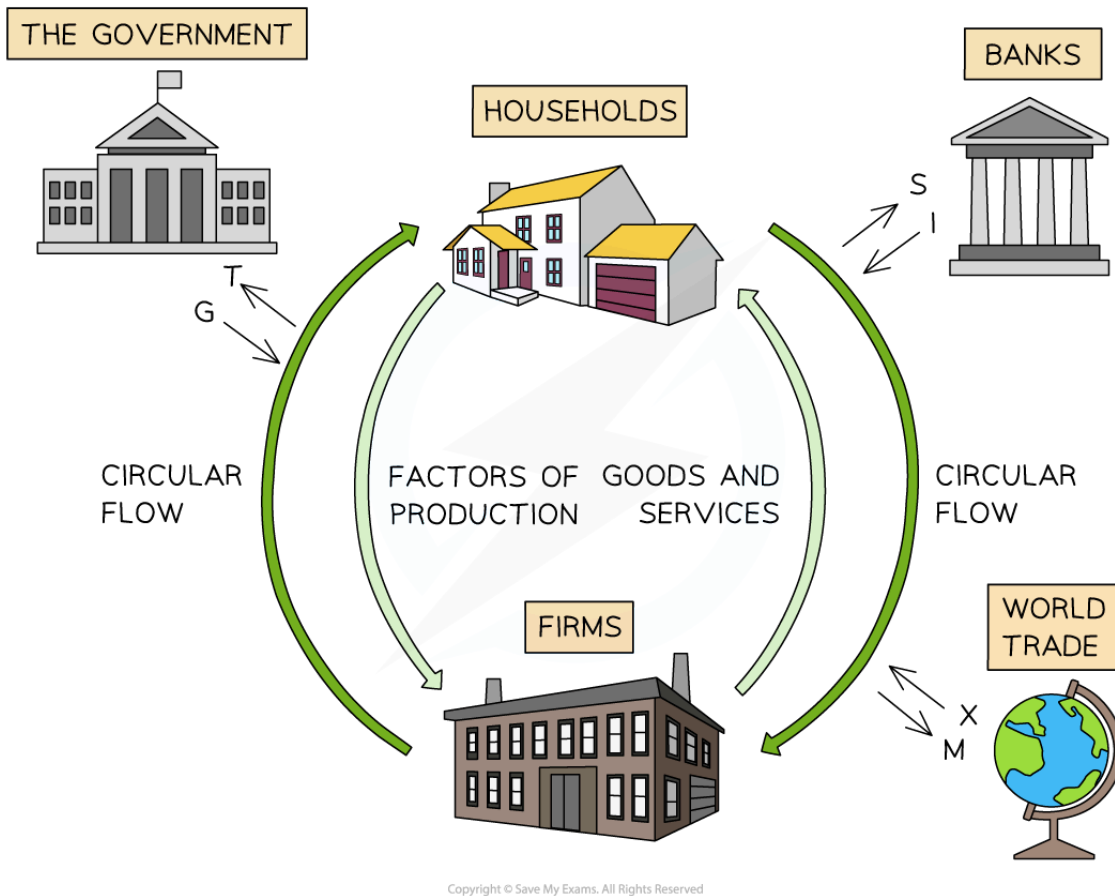 THE GOVERNMENT
BANKS
HOUSEHOLDS
S
I
T
G
CIRCULAR
FLOW
FACTORS OF
PRODUCTION
GOODS AND
SERVICES
CIRCULAR
FLOW
FIRMS
WORLD
TRADE
X
M
Copyright © Save My Exams. All Rights Reserved